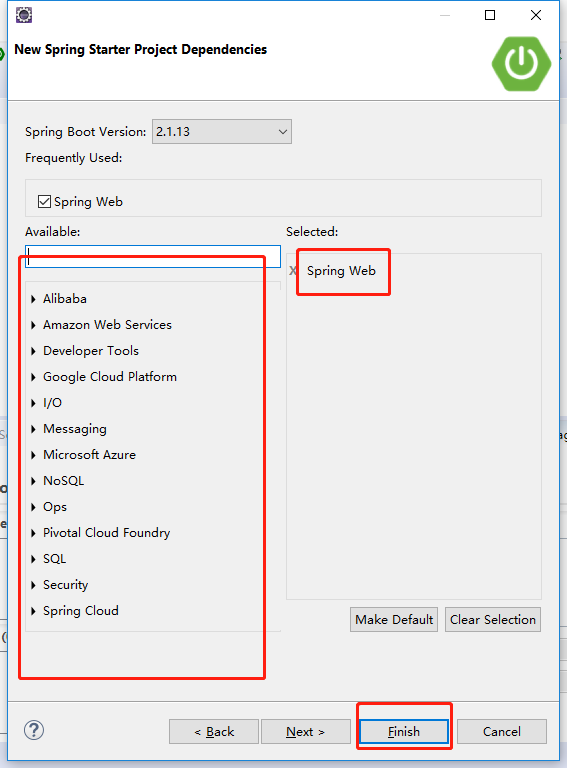 New Spring Starter Project Dependencies
Spring Boot Version: 2.1.13
Frequently Used:
Spring Web
Available:
Selected:
X Spring Web
Alibaba
Amazon Web Services
Developer Tools
Google Cloud Platform
I/O
Messaging
Microsoft Azure
NoSQL
Ops
Pivotal Cloud Foundry
SQL
Security
Spring Cloud
Make Default
Clear Selection
?
< Back
Next >
Finish
Cancel